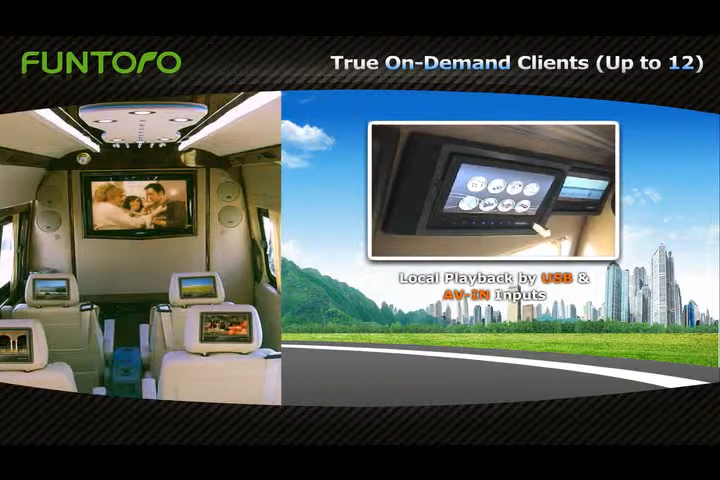 FUNTORO
True On-Demand Clients (Up to 12)
Local Playback by USB &
AV-IN Inputs